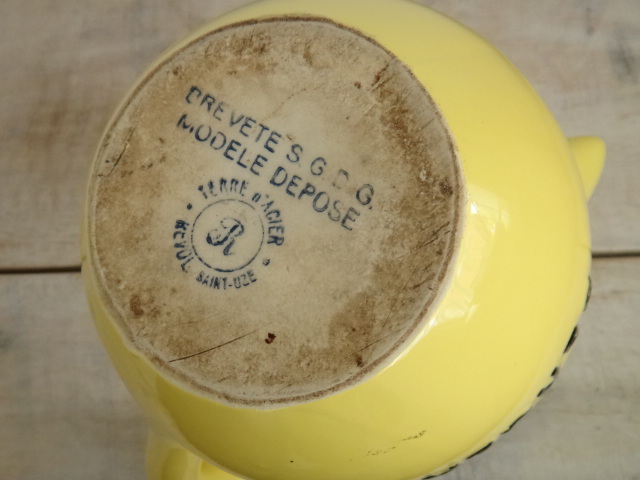 BREVETE S.G.D.G.
MODELE DEPOSE
TERRE D'ACIER
R
REVOL SAINT-UZE